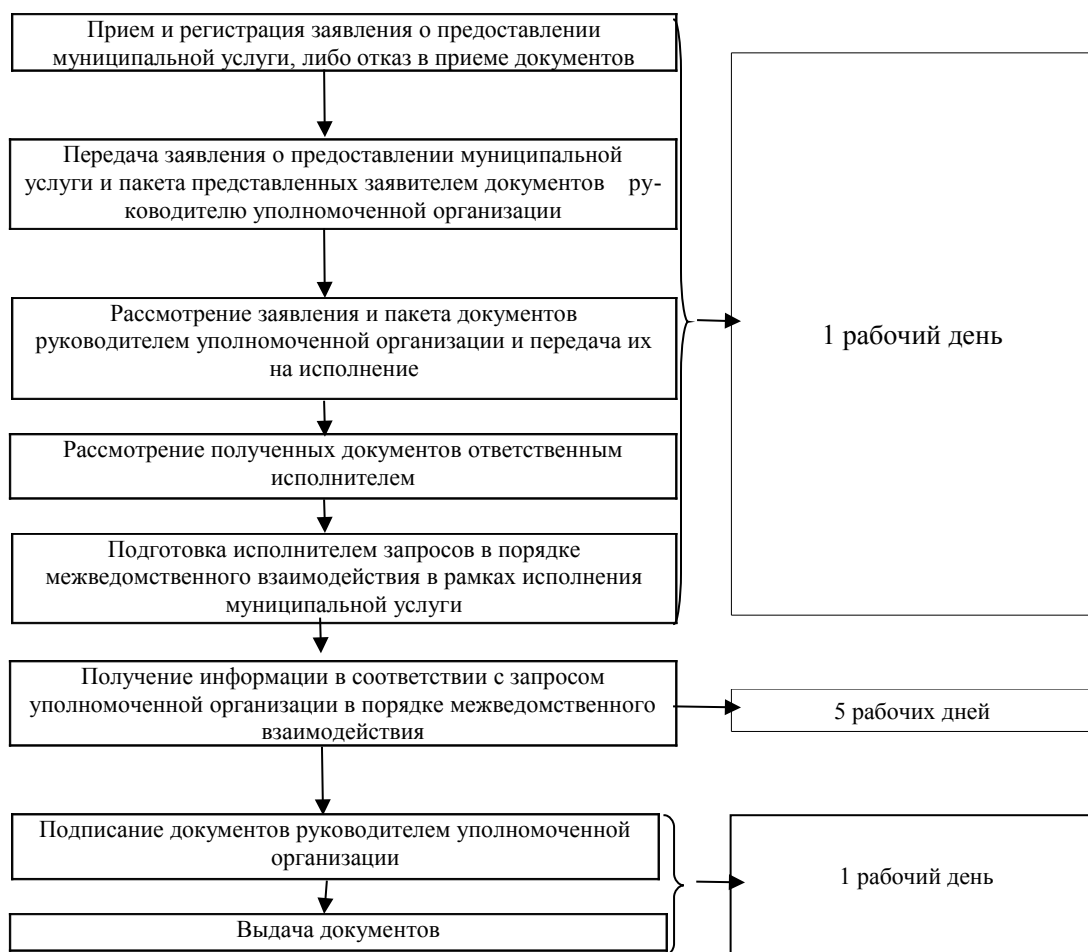 Прием и регистрация заявления о предоставлении
муниципальной услуги, либо отказ в приеме документов
Передача заявления о предоставлении муниципальной
услуги и пакета представленных заявителем документов ру-
ководителю уполномоченной организации
Рассмотрение заявления и пакета документов
руководителем уполномоченной организации и передача их
на исполнение
1 рабочий день
Рассмотрение полученных документов ответственным
исполнителем
Подготовка исполнителем запросов в порядке
межведомственного взаимодействия в рамках исполнения
муниципальной услуги
Получение информации в соответствии с запросом
уполномоченной организации в порядке межведомственного
взаимодействия
5 рабочих дней
Подписание документов руководителем уполномоченной
организации
1 рабочий день
Выдача документов